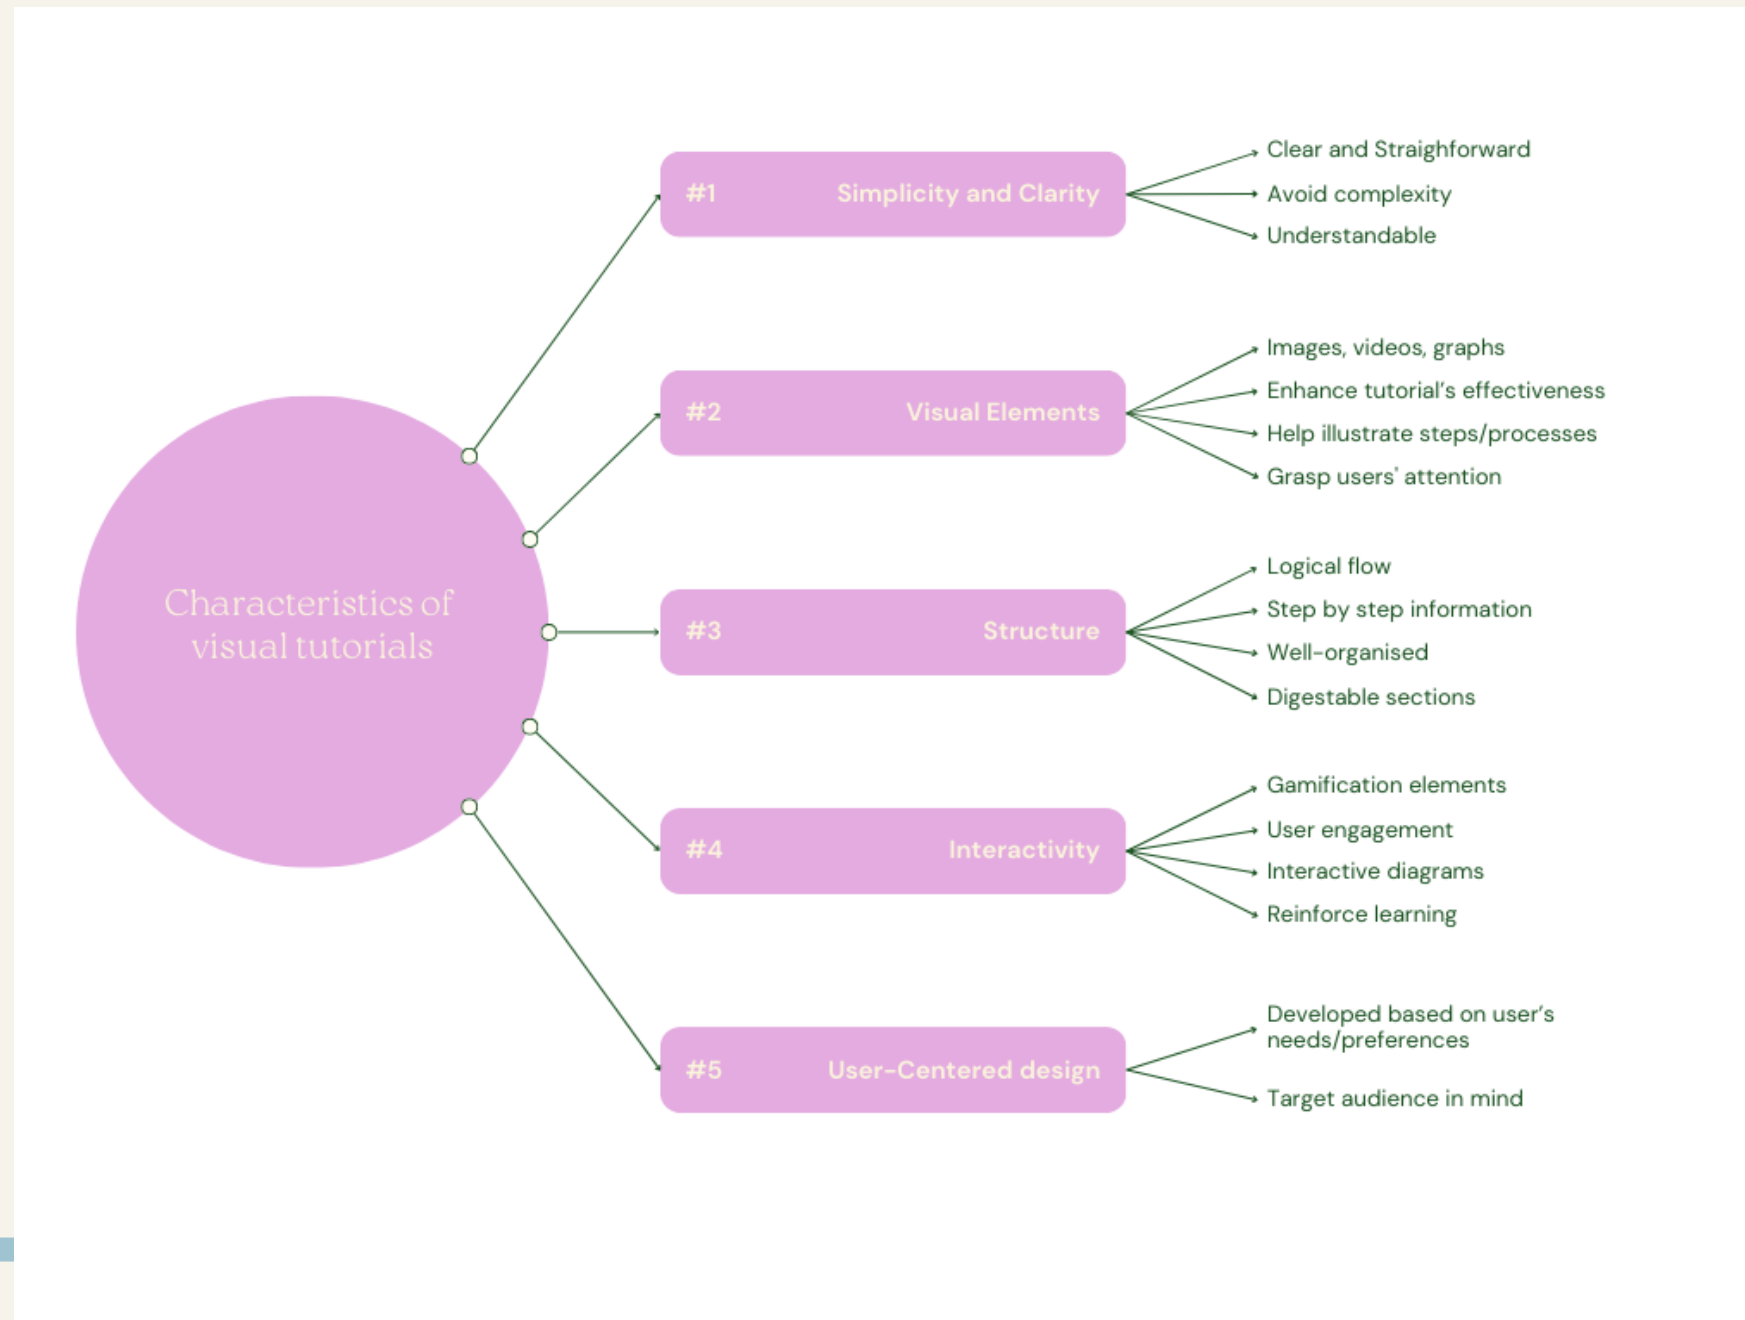 Characteristics of
visual tutorials
#1 Simplicity and Clarity
Clear and Straighforward
Avoid complexity
Understandable
#2 Visual Elements
Images, videos, graphs
Enhance tutorial’s effectiveness
Help illustrate steps/processes
Grasp users' attention
#3 Structure
Logical flow
Step by step information
Well-organised
Digestable sections
#4 Interactivity
Gamification elements
User engagement
Interactive diagrams
Reinforce learning
#5 User-Centered design
Developed based on user’s
needs/preferences
Target audience in mind